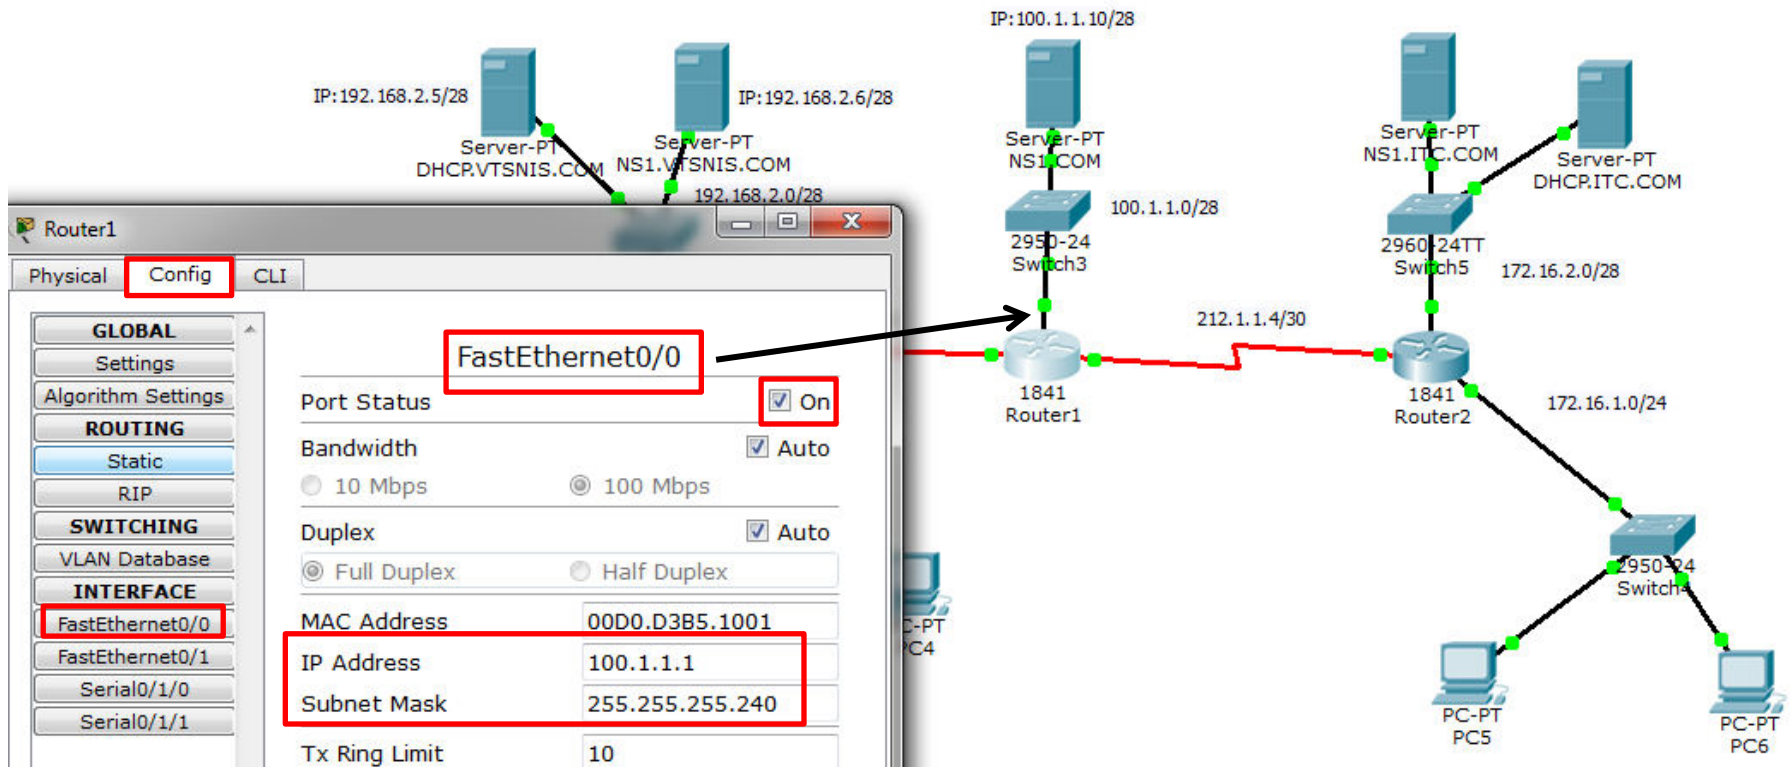 IP:100.1.1.10/28
IP:192.168.2.5/28
IP:192.168.2.6/28
Server-PT
DHCP.VTSNIS.COM
Server-PT
NS1.VTSNIS.COM
192.168.2.0/28
Server-PT
NS1.COM
Server-PT
NS1.ITC.COM
Server-PT
DHCP.ITC.COM
100.1.1.0/28
2950-24
Switch3
2960-24TT
Switch5
172.16.2.0/28
212.1.1.4/30
1841
Router1
1841
Router2
172.16.1.0/24
2950-24
Switch4
PC-PT
PC5
PC-PT
PC6
C-PT
PC4
Router1
Physical
Config
CLI
GLOBAL
Settings
Algorithm Settings
ROUTING
Static
RIP
SWITCHING
VLAN Database
INTERFACE
FastEthernet0/0
FastEthernet0/1
Serial0/1/0
Serial0/1/1
FastEthernet0/0
Port Status On
Bandwidth Auto
10 Mbps 100 Mbps
Duplex Auto
Full Duplex Half Duplex
MAC Address 00D0.D3B5.1001
IP Address 100.1.1.1
Subnet Mask 255.255.255.240
Tx Ring Limit 10